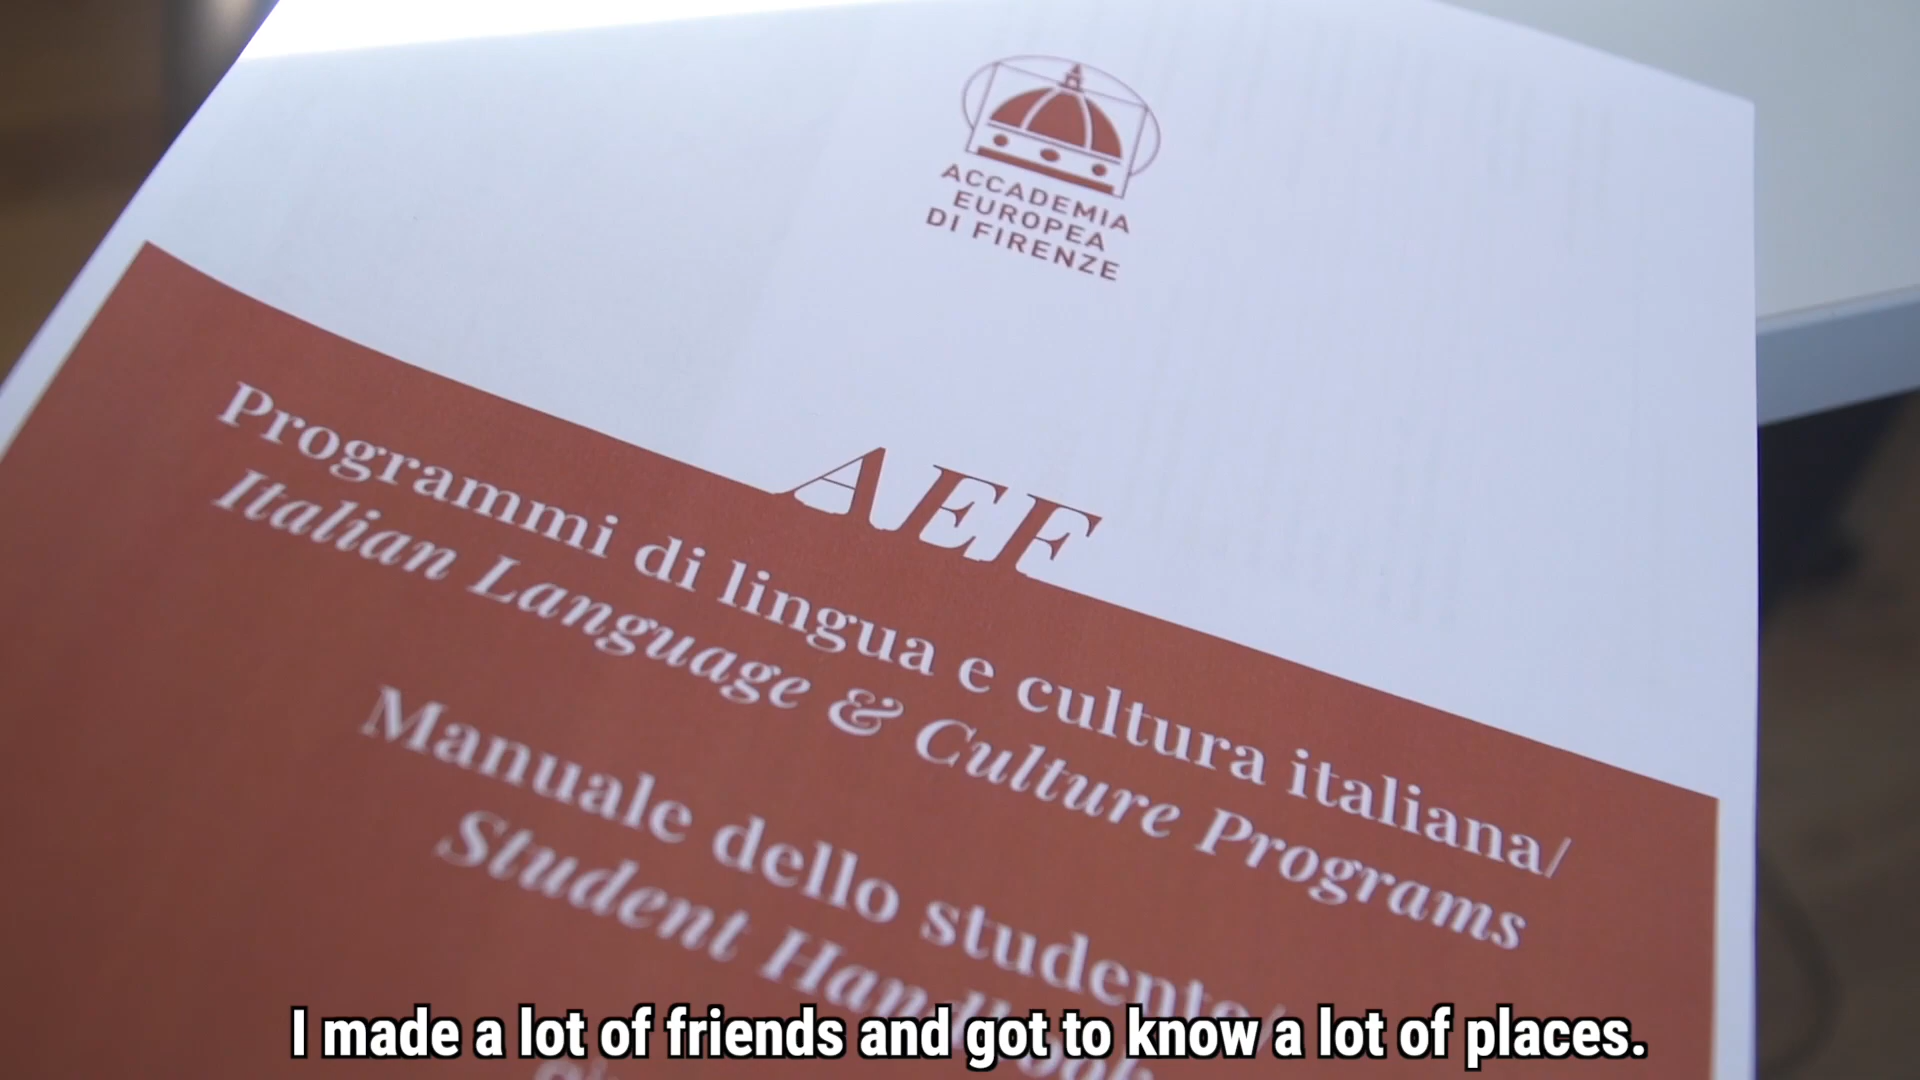 ACCADEMIA
EUROPEA
DI FIRENZE
AEF
Programmi di lingua e cultura italiana/
Italian Language & Culture Programs
Manuale dello studente/
Student Handbook
I made a lot of friends and got to know a lot of places.